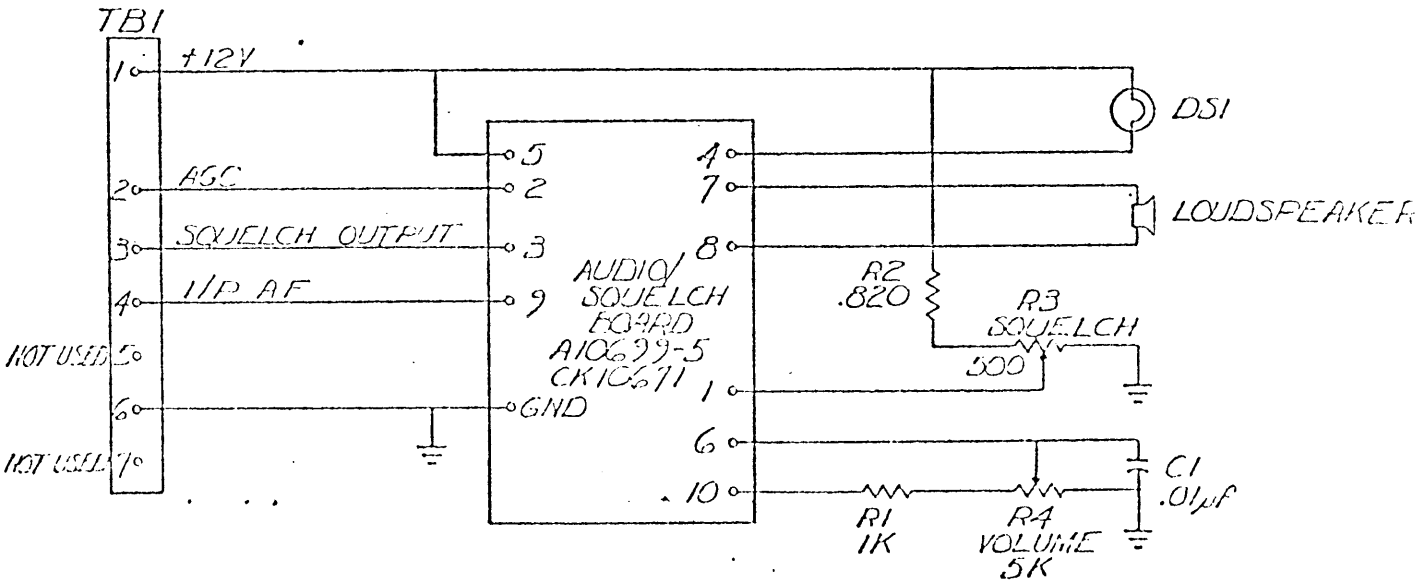 TB1
1 +12V
DS1
5
4
2 AGC
2
7
3 SQUELCH OUTPUT
3
8
LOUDSPEAKER
4 I/P AF
9
AUDIO/
SQUELCH
BOARD
A10699-5
CK10671
R2
.820
R3
SQUELCH
500
NOT USED 5
1
6
GND
6
NOT USED 7
10
R1
1K
R4
VOLUME
5K
C1
.01µf